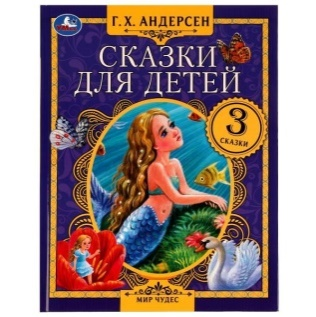 Г. Х. АНДЕРСЕН
СКАЗКИ
ДЛЯ ДЕТЕЙ
3
СКАЗКИ
МИР ЧУДЕС